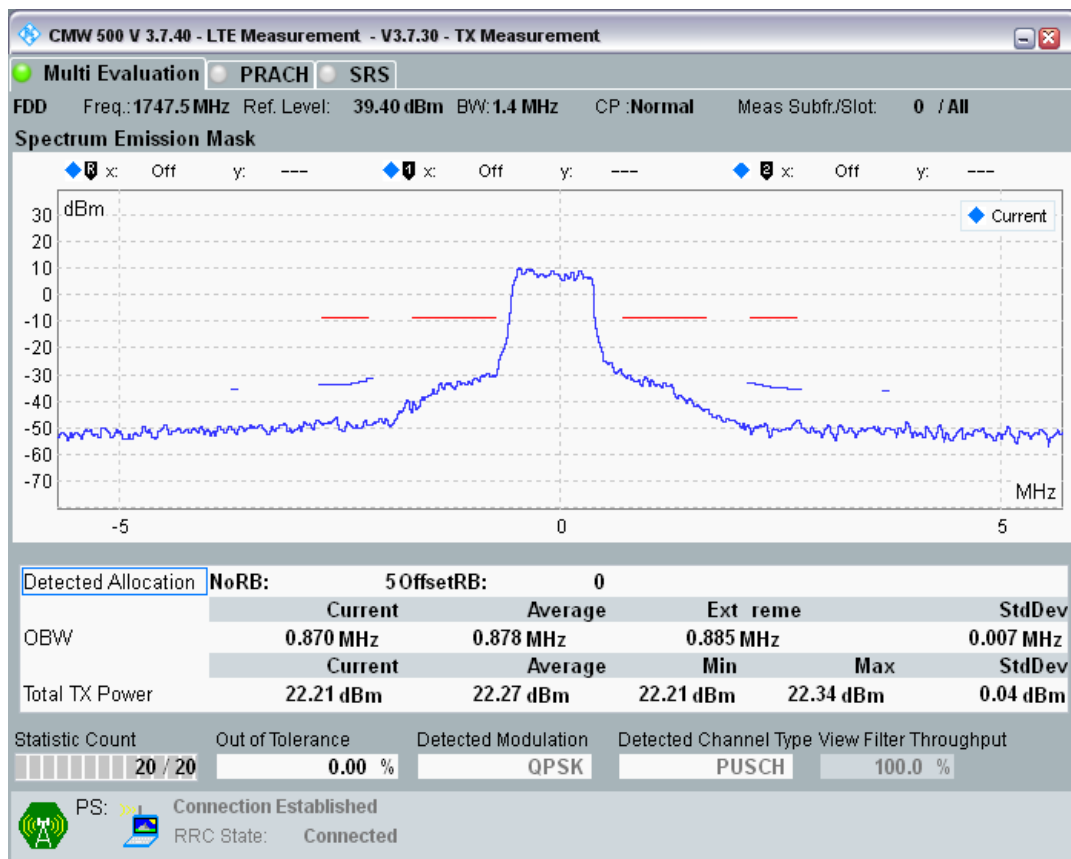 CMW 500 V 3.7.40 - LTE Measurement - V3.7.30 - TX Measurement
Multi Evaluation PRACH SRS
FDD Freq.: 1747.5 MHz Ref. Level: 39.40 dBm BW: 1.4 MHz CP :Normal Meas Subfr./Slot: 0 / All
Spectrum Emission Mask
R x: Off y: --- 1 x: Off y: --- 2 x: Off y: ---
dBm
Current
30
20
10
0
-10
-20
-30
-40
-50
-60
-70
MHz
-5 0 5
Detected Allocation NoRB: 5 OffsetRB: 0
Current Average Ext reme StdDev
OBW 0.870 MHz 0.878 MHz 0.885 MHz 0.007 MHz
Current Average Min Max StdDev
Total TX Power 22.21 dBm 22.27 dBm 22.21 dBm 22.34 dBm 0.04 dBm
Statistic Count Out of Tolerance Detected Modulation Detected Channel Type View Filter Throughput
20 / 20 0.00 % QPSK PUSCH 100.0 %
PS: Connection Established
RRC State: Connected